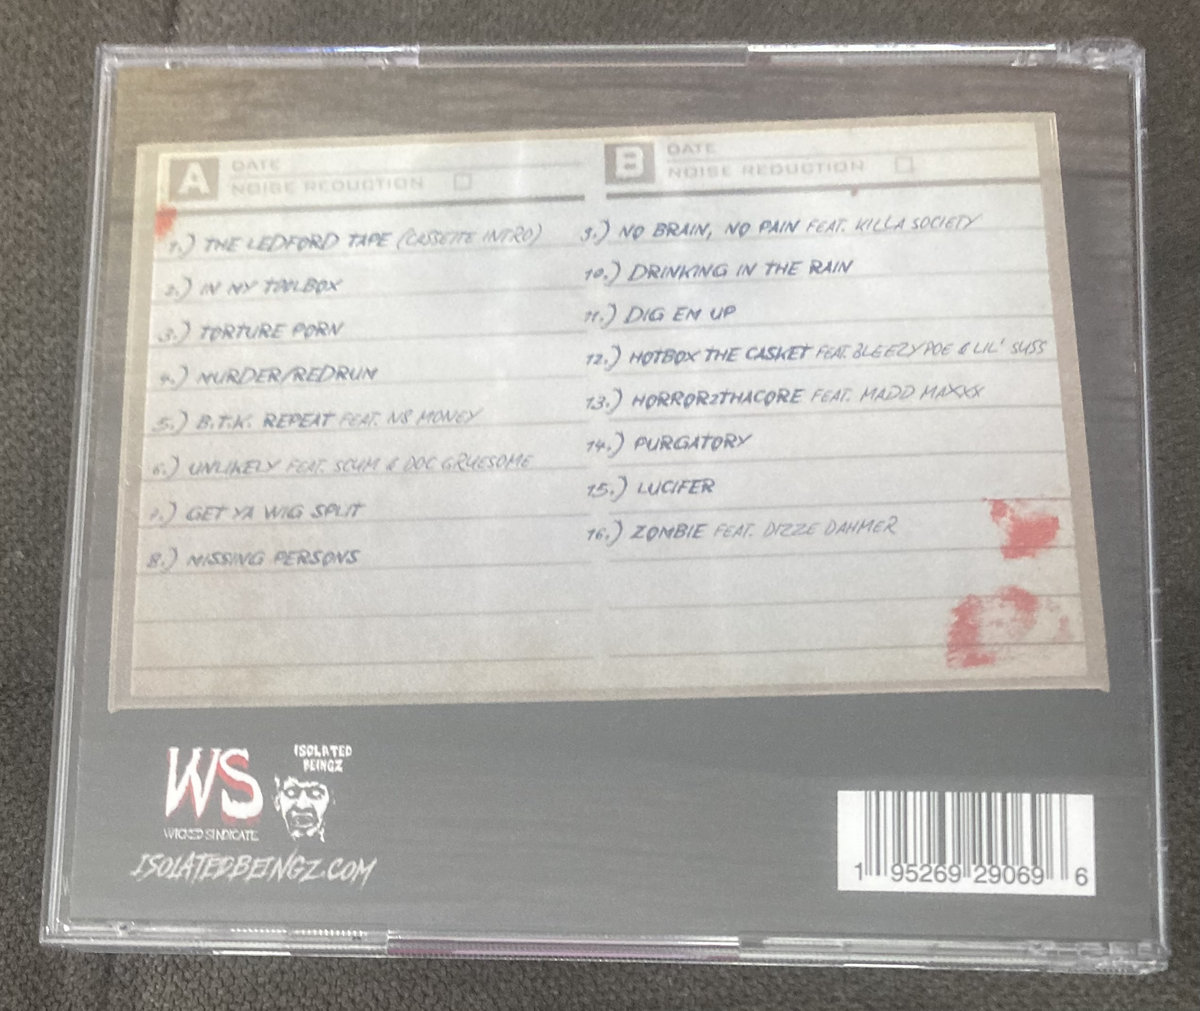 A
DATE
NOISE REDUCTION
1.) THE LEDFORD TAPE (CASSETTE INTRO)
2.) IN MY TOOLBOX
3.) TORTURE PORN
4.) MURDER/REDRUM
5.) B.T.K. REPEAT FEAT. N8 MONEY
6.) UNLIKELY FEAT. SCUM & DOC GRUESOME
7.) GET YA WIG SPLIT
8.) MISSING PERSONS
B
DATE
NOISE REDUCTION
9.) NO BRAIN, NO PAIN FEAT. KILLA SOCIETY
10.) DRINKING IN THE RAIN
11.) DIG EM UP
12.) HOTBOX THE CASKET FEAT. BLEEZY POE & LIL' SUSS
13.) HORROR2THACORE FEAT. MADD MAXXX
14.) PURGATORY
15.) LUCIFER
16.) ZOMBIE FEAT. DIZZE DAHMER
WS
WICKED SINDICATE
ISOLATED
BEINGZ
ISOLATEDBEINGZ.COM
1 95269 29069 6